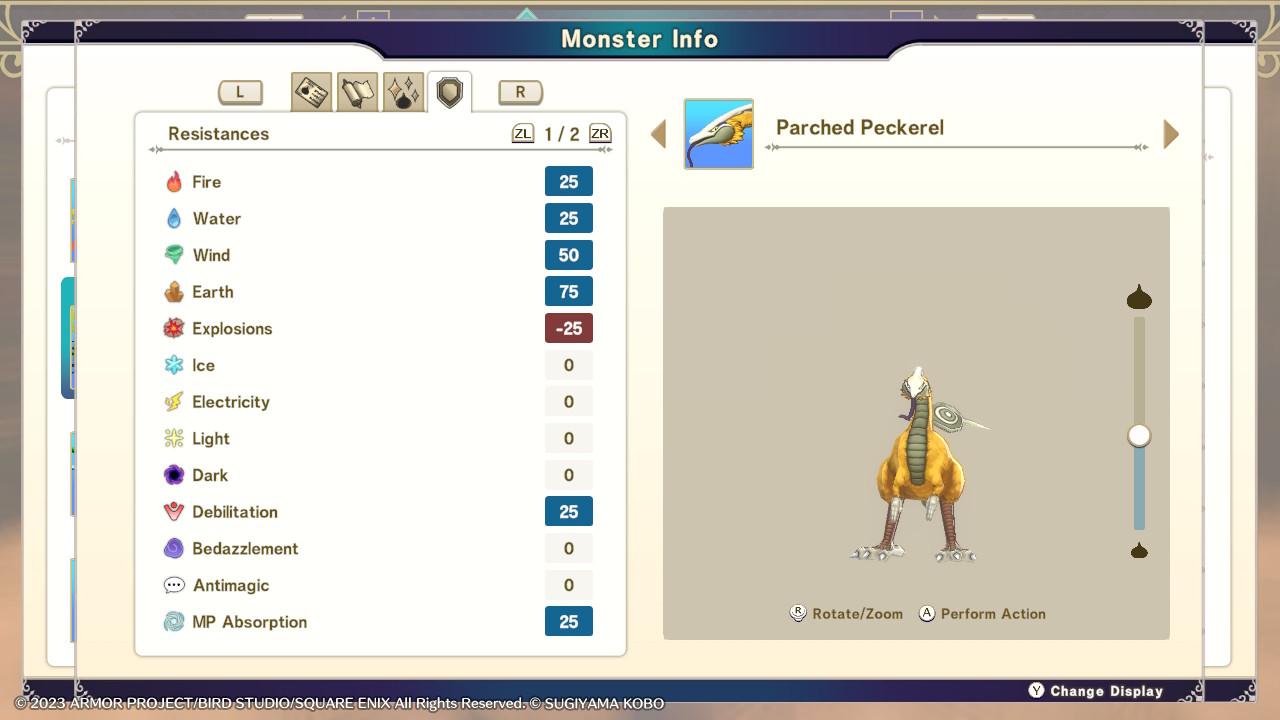 Monster Info
L
R
Resistances
ZL 1 / 2 ZR
Fire 25
Water 25
Wind 50
Earth 75
Explosions -25
Ice 0
Electricity 0
Light 0
Dark 0
Debilitation 25
Bedazzlement 0
Antimagic 0
MP Absorption 25
Parched Peckerel
R Rotate/Zoom A Perform Action
Y Change Display
© 2023 ARMOR PROJECT/BIRD STUDIO/SQUARE ENIX All Rights Reserved. © SUGIYAMA KOBO